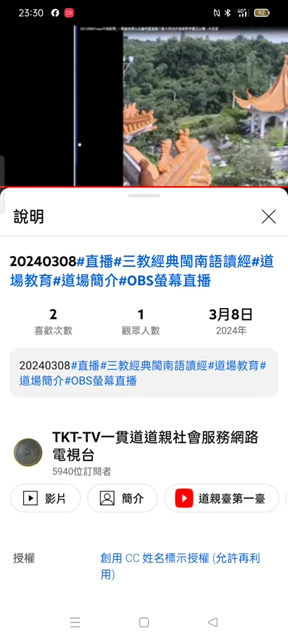 23:30
說明
20240308#直播#三教經典閩南語讀經#道
場教育#道場簡介#OBS螢幕直播
2
1
3月8日
喜歡次數
觀眾人數
2024年
20240308#直播#三教經典閩南語讀經#道場教育#
道場簡介#OBS螢幕直播
TKT-TV一貫道道親社會服務網路
電視台
5940位訂閱者
影片
簡介
道親臺第一臺
授權
創用 CC 姓名標示授權 (允許再利
用)